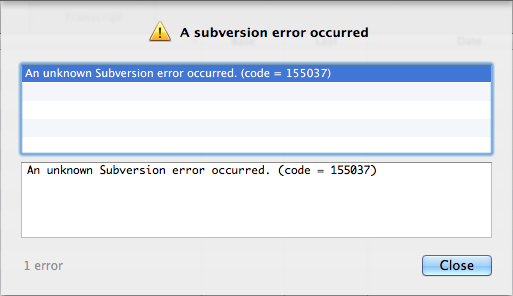 A subversion error occurred
An unknown Subversion error occurred. (code = 155037)
An unknown Subversion error occurred. (code = 155037)
1 error
Close